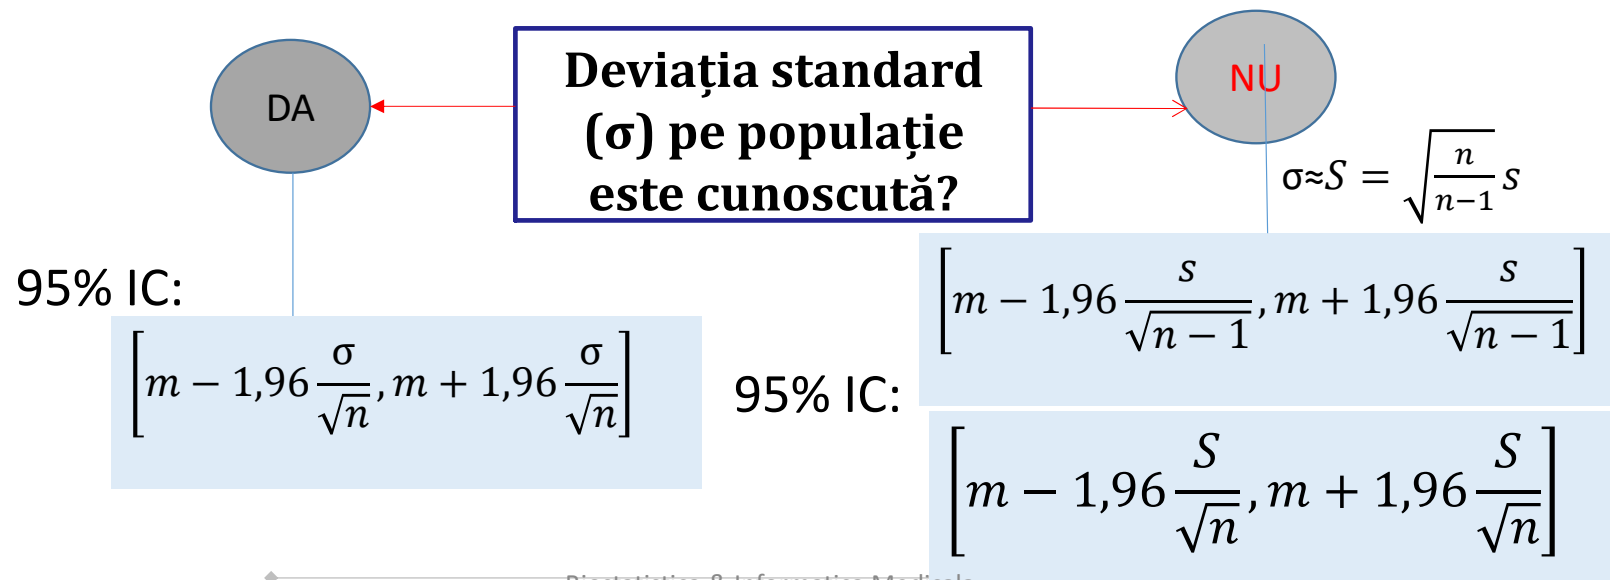 DA
Deviația standard
(σ) pe populație
este cunoscută?
NU
σ≈S = √(n/(n−1)) s
95% IC:
[m − 1,96 σ/√n, m + 1,96 σ/√n]
[m − 1,96 s/√(n − 1), m + 1,96 s/√(n − 1)]
95% IC:
[m − 1,96 S/√n, m + 1,96 S/√n]